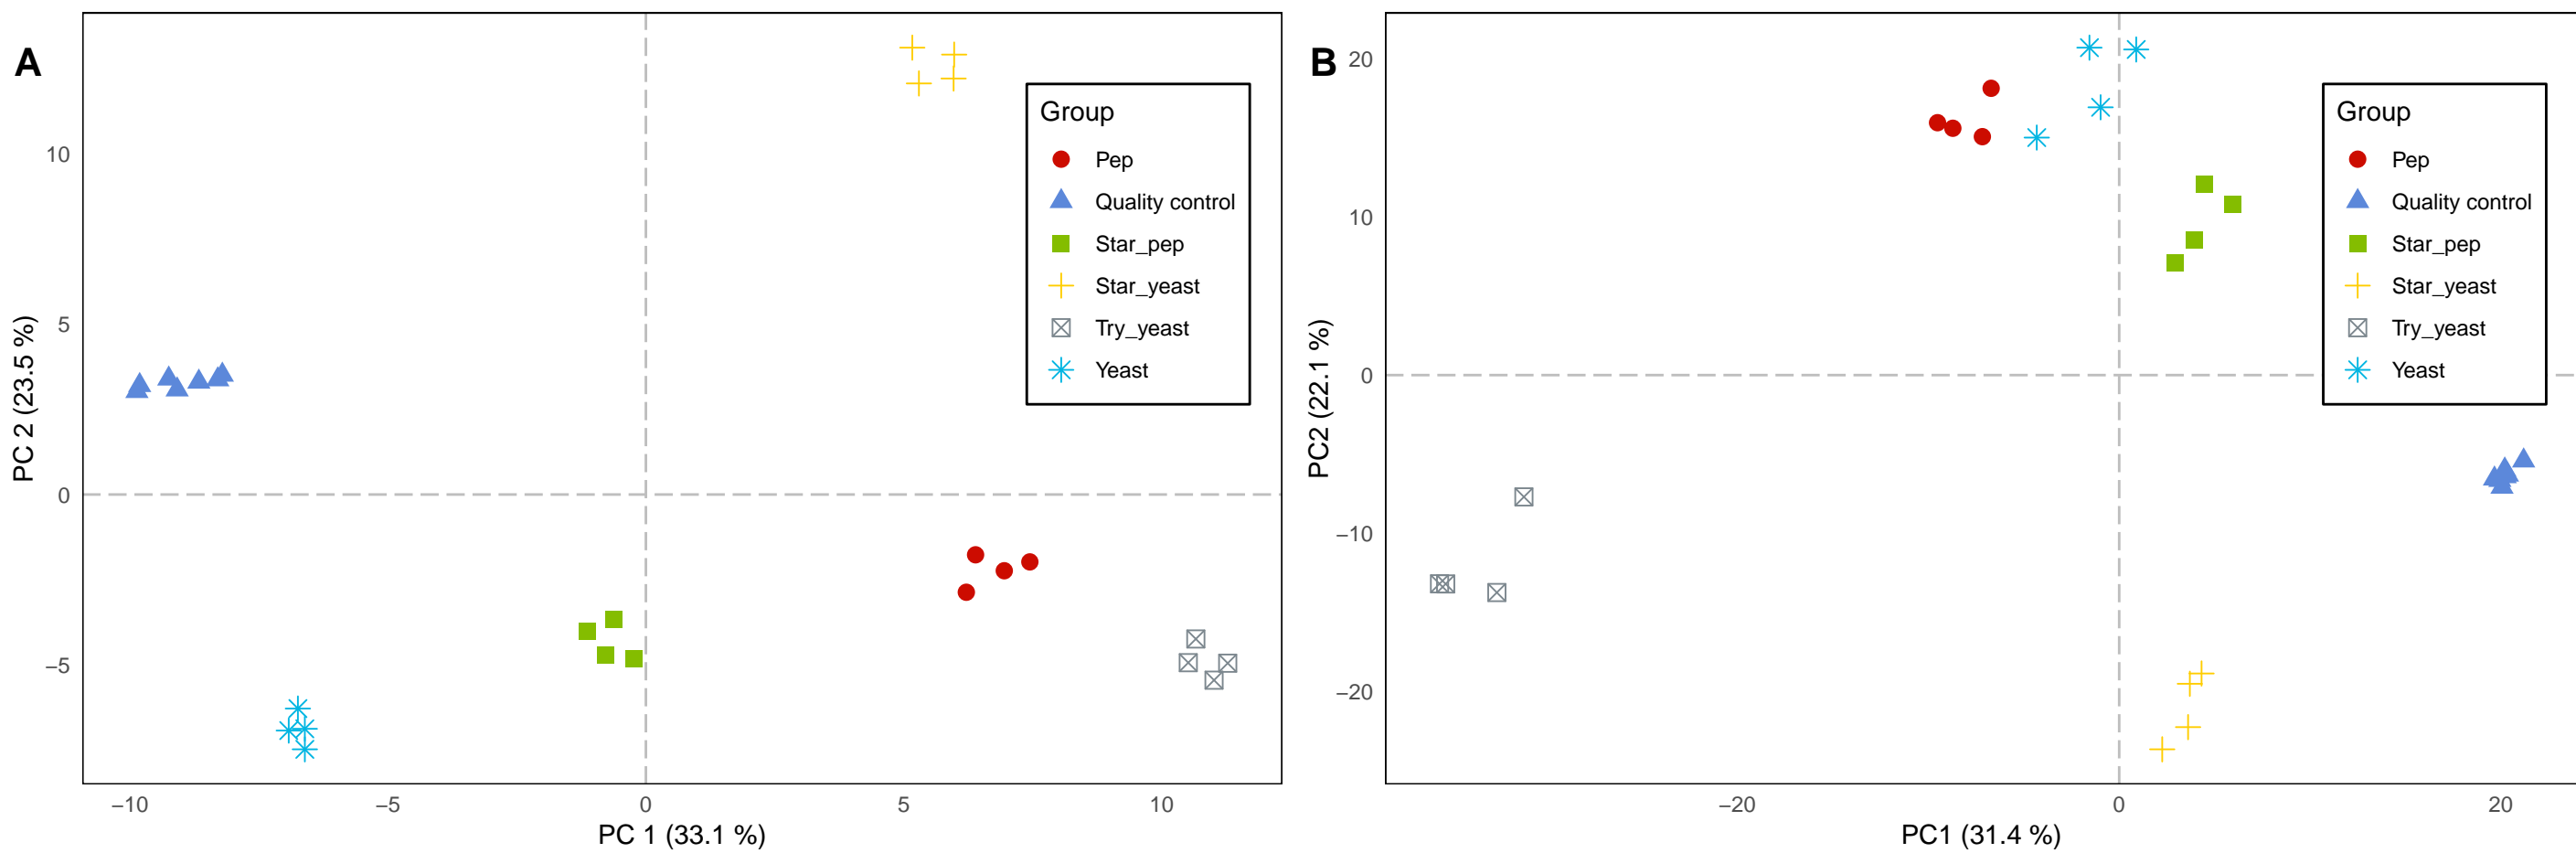 A
PC 2 (23.5 %)
10
5
0
−5
−10
−5
0
5
10
PC 1 (33.1 %)
Group
Pep
Quality control
Star_pep
Star_yeast
Try_yeast
Yeast
B
PC2 (22.1 %)
20
10
0
−10
−20
−20
0
20
PC1 (31.4 %)
Group
Pep
Quality control
Star_pep
Star_yeast
Try_yeast
Yeast